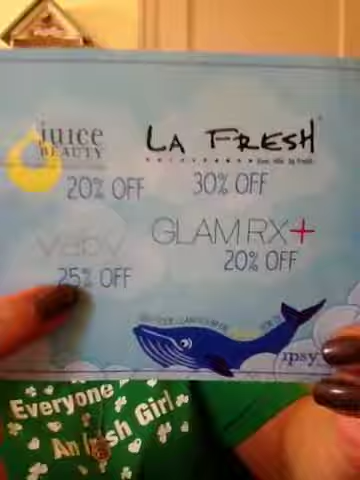 juice
BEAUTY
20% OFF
LA FRESH
30% OFF
yaby
25% OFF
GLAM RX+
20% OFF
ipsy
Everyone
An Irish Girl